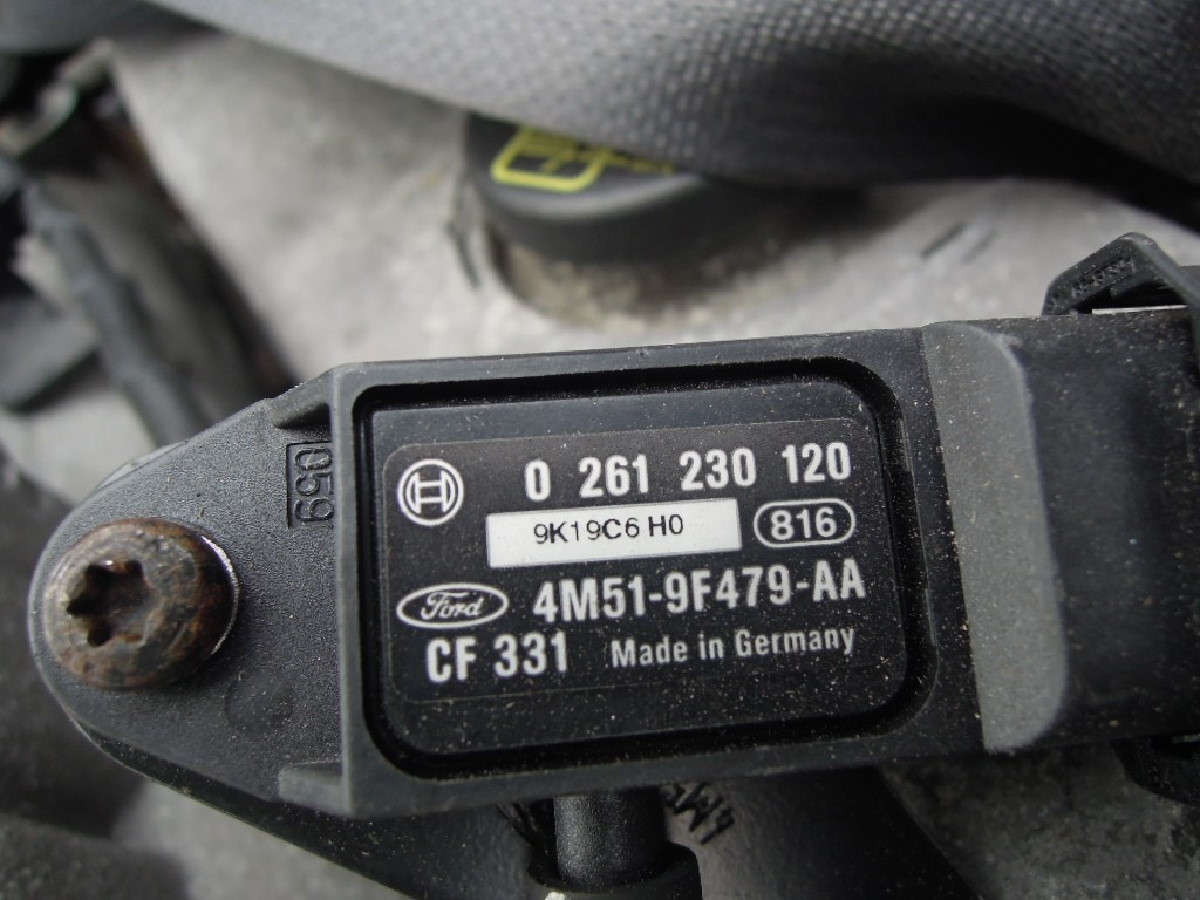 0 261 230 120
9K19C6 H0
816
Ford 4M51-9F479-AA
CF 331 Made in Germany
059